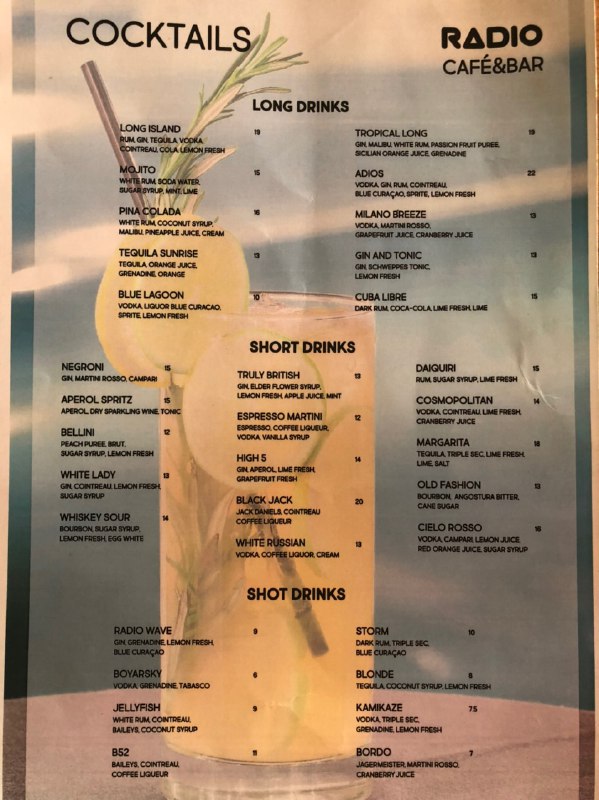 COCKTAILS
RADIO
CAFÉ&BAR
LONG DRINKS
LONG ISLAND 19
RUM, GIN, TEQUILA, VODKA,
COINTREAU, COLA, LEMON FRESH
MOJITO 15
WHITE RUM, SODA WATER,
SUGAR SYRUP, MINT, LIME
PINA COLADA 16
WHITE RUM, COCONUT SYRUP,
MALIBU, PINEAPPLE JUICE, CREAM
TEQUILA SUNRISE 13
TEQUILA, ORANGE JUICE,
GRENADINE, ORANGE
BLUE LAGOON 10
VODKA, LIQUOR BLUE CURACAO,
SPRITE, LEMON FRESH
TROPICAL LONG 19
GIN, MALIBU, WHITE RUM, PASSION FRUIT PUREE,
SICILIAN ORANGE JUICE, GRENADINE
ADIOS 22
VODKA, GIN, RUM, COINTREAU,
BLUE CURAÇAO, SPRITE, LEMON FRESH
MILANO BREEZE 13
VODKA, MARTINI ROSSO,
GRAPEFRUIT JUICE, CRANBERRY JUICE
GIN AND TONIC 13
GIN, SCHWEPPES TONIC,
LEMON FRESH
CUBA LIBRE 15
DARK RUM, COCA-COLA, LIME FRESH, LIME
SHORT DRINKS
NEGRONI 15
GIN, MARTINI ROSSO, CAMPARI
APEROL SPRITZ 15
APEROL, DRY SPARKLING WINE, TONIC
BELLINI 12
PEACH PUREE, BRUT,
SUGAR SYRUP, LEMON FRESH
WHITE LADY 13
GIN, COINTREAU, LEMON FRESH,
SUGAR SYRUP
WHISKEY SOUR 14
BOURBON, SUGAR SYRUP,
LEMON FRESH, EGG WHITE
TRULY BRITISH 13
GIN, ELDER FLOWER SYRUP,
LEMON FRESH, APPLE JUICE, MINT
ESPRESSO MARTINI 12
ESPRESSO, COFFEE LIQUEUR,
VODKA, VANILLA SYRUP
HIGH 5 14
GIN, APEROL, LIME FRESH,
GRAPEFRUIT FRESH
BLACK JACK 20
JACK DANIELS, COINTREAU
COFFEE LIQUEUR
WHITE RUSSIAN 13
VODKA, COFFEE LIQUOR, CREAM
DAIQUIRI 15
RUM, SUGAR SYRUP, LIME FRESH
COSMOPOLITAN 14
VODKA, COINTREAU, LIME FRESH,
CRANBERRY JUICE
MARGARITA 18
TEQUILA, TRIPLE SEC, LIME FRESH,
LIME, SALT
OLD FASHION 13
BOURBON, ANGOSTURA BITTER,
CANE SUGAR
CIELO ROSSO 16
VODKA, CAMPARI, LEMON JUICE,
RED ORANGE JUICE, SUGAR SYRUP
SHOT DRINKS
RADIO WAVE 9
GIN, GRENADINE, LEMON FRESH,
BLUE CURAÇAO
BOYARSKY 6
VODKA, GRENADINE, TABASCO
JELLYFISH 9
WHITE RUM, COINTREAU,
BAILEYS, COCONUT SYRUP
B52 11
BAILEYS, COINTREAU,
COFFEE LIQUEUR
STORM 10
DARK RUM, TRIPLE SEC,
BLUE CURAÇAO
BLONDE 8
TEQUILA, COCONUT SYRUP, LEMON FRESH
KAMIKAZE 7.5
VODKA, TRIPLE SEC,
GRENADINE, LEMON FRESH
BORDO 7
JAGERMEISTER, MARTINI ROSSO,
CRANBERRY JUICE